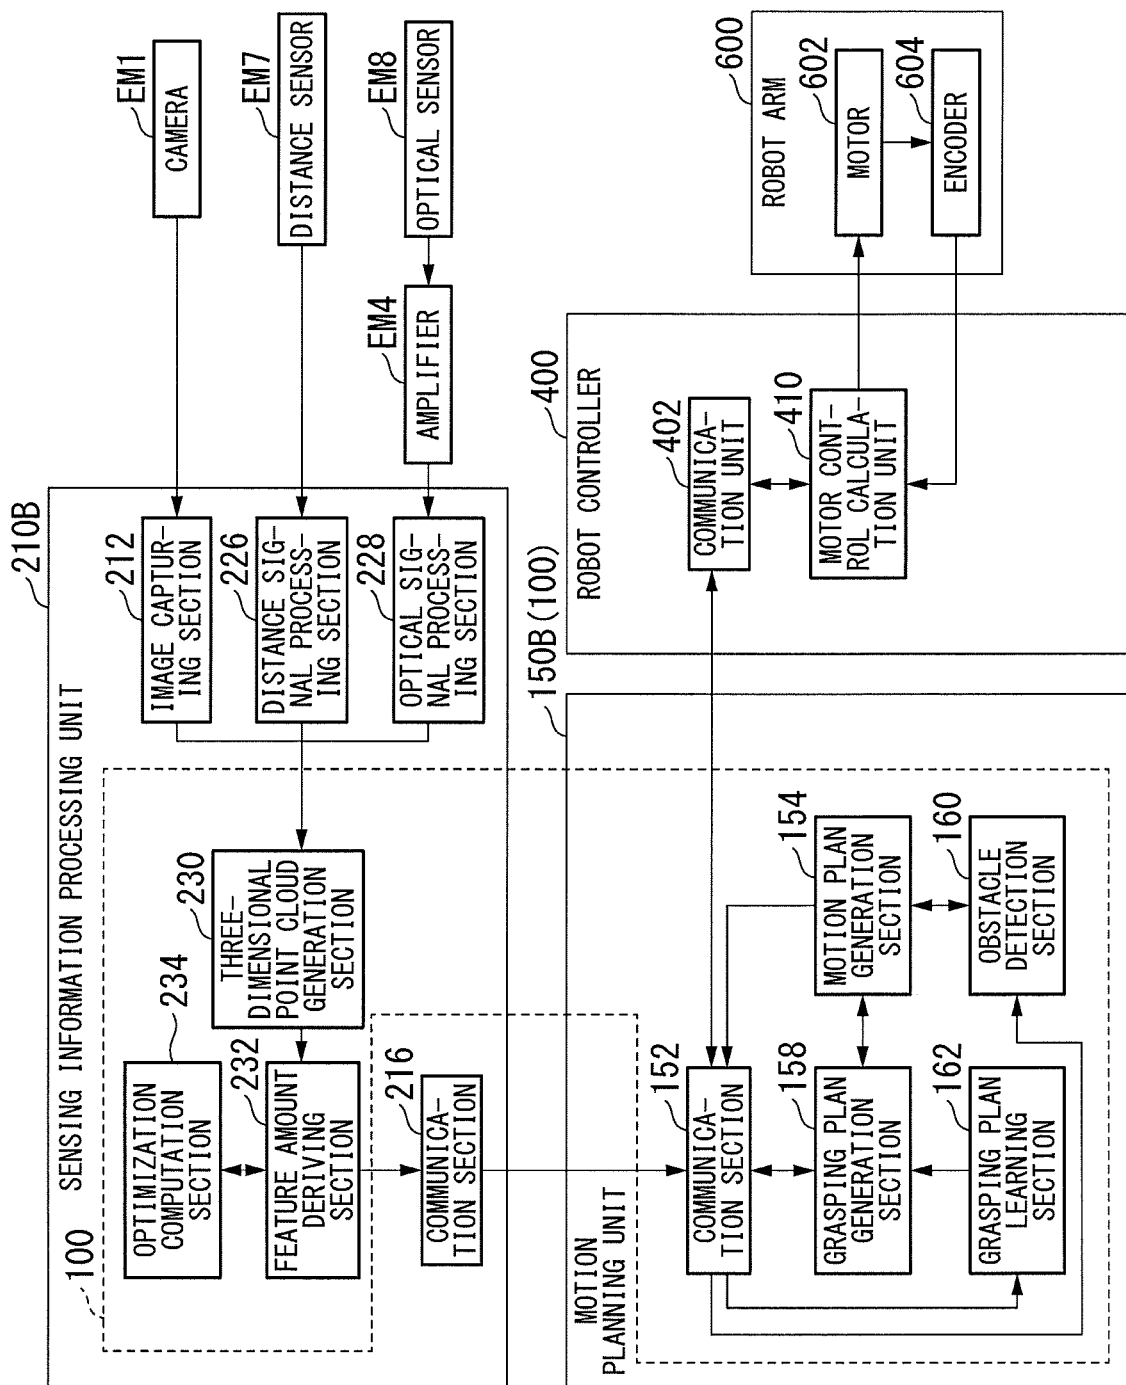 210B
SENSING INFORMATION PROCESSING UNIT
100
234
OPTIMIZATION
COMPUTATION
SECTION
232
FEATURE AMOUNT
DERIVING
SECTION
216
COMMUNICA-
TION SECTION
230
THREE-
DIMENSIONAL
POINT CLOUD
GENERATION
SECTION
212
IMAGE CAPTUR-
ING SECTION
226
DISTANCE SIG-
NAL PROCESS-
ING SECTION
228
OPTICAL SIG-
NAL PROCESS-
ING SECTION
EM1
CAMERA
EM7
DISTANCE SENSOR
EM8
OPTICAL SENSOR
EM4
AMPLIFIER
150B(100)
MOTION
PLANNING UNIT
152
COMMUNICA-
TION SECTION
158
GRASPING PLAN
GENERATION
SECTION
162
GRASPING PLAN
LEARNING
SECTION
154
MOTION PLAN
GENERATION
SECTION
160
OBSTACLE
DETECTION
SECTION
400
ROBOT CONTROLLER
402
COMMUNICA-
TION UNIT
410
MOTOR CONT-
ROL CALCULA-
TION UNIT
600
ROBOT ARM
602
MOTOR
604
ENCODER